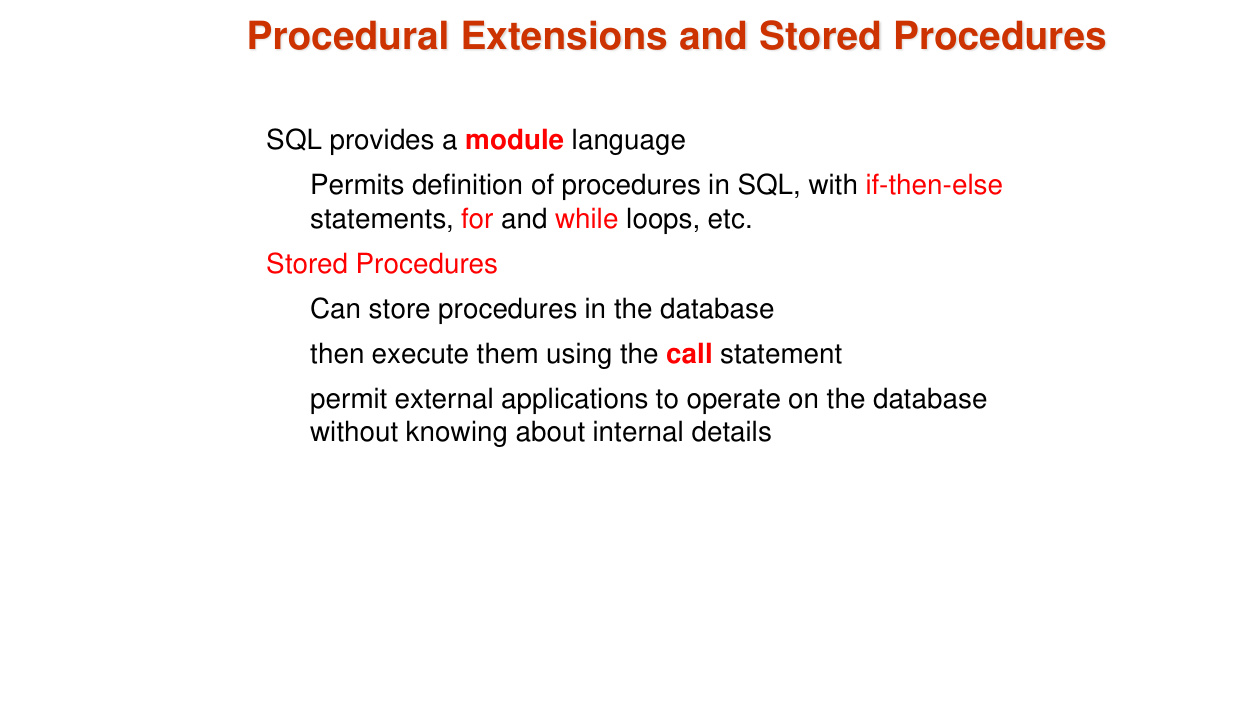 Procedural Extensions and Stored Procedures
SQL provides a module language
Permits definition of procedures in SQL, with if-then-else
statements, for and while loops, etc.
Stored Procedures
Can store procedures in the database
then execute them using the call statement
permit external applications to operate on the database
without knowing about internal details